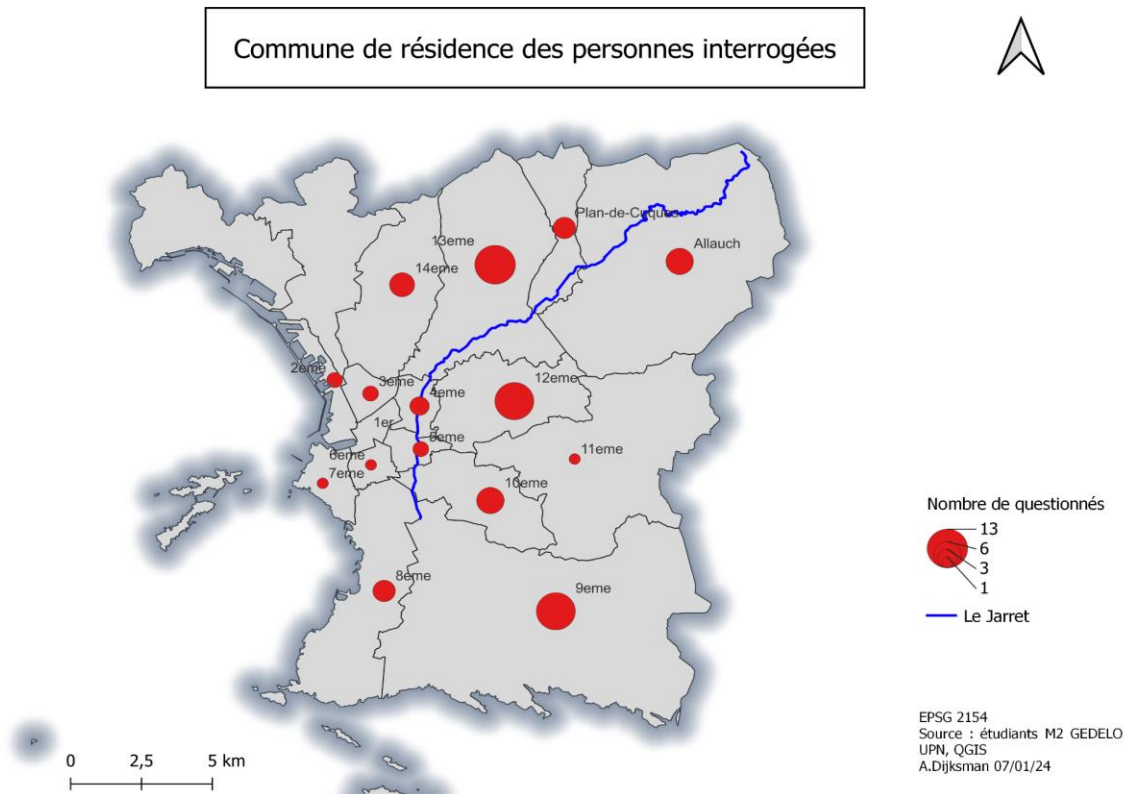 Commune de résidence des personnes interrogées
Plan-de-Cuques
13eme
Allauch
14eme
2eme
3eme
12eme
4eme
1er
5eme
11eme
6eme
7eme
10eme
8eme
9eme
Nombre de questionnés
13
6
3
1
Le Jarret
EPSG 2154
Source : étudiants M2 GEDELO
UPN, QGIS
A.Dijksman 07/01/24
0 2,5 5 km